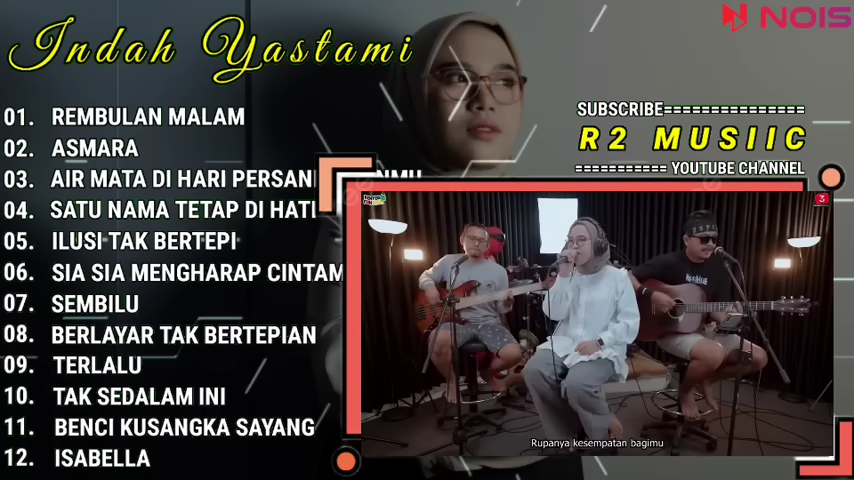 Indah Yastami
NOIS
01. REMBULAN MALAM
02. ASMARA
03. AIR MATA DI HARI
04. SATU NAMA TETAP DI HATI
05. ILUSI TAK BERTEPI
06. SIA SIA MENGHARAP
07. SEMBILU
08. BERLAYAR TAK BERTEPIAN
09. TERLALU
10. TAK SEDALAM INI
11. BENCI KUSANGKA SAYANG
12. ISABELLA
SUBSCRIBE===============
R2 MUSIIC
=========== YOUTUBE CHANNEL
3
Rupanya kesempatan bagimu